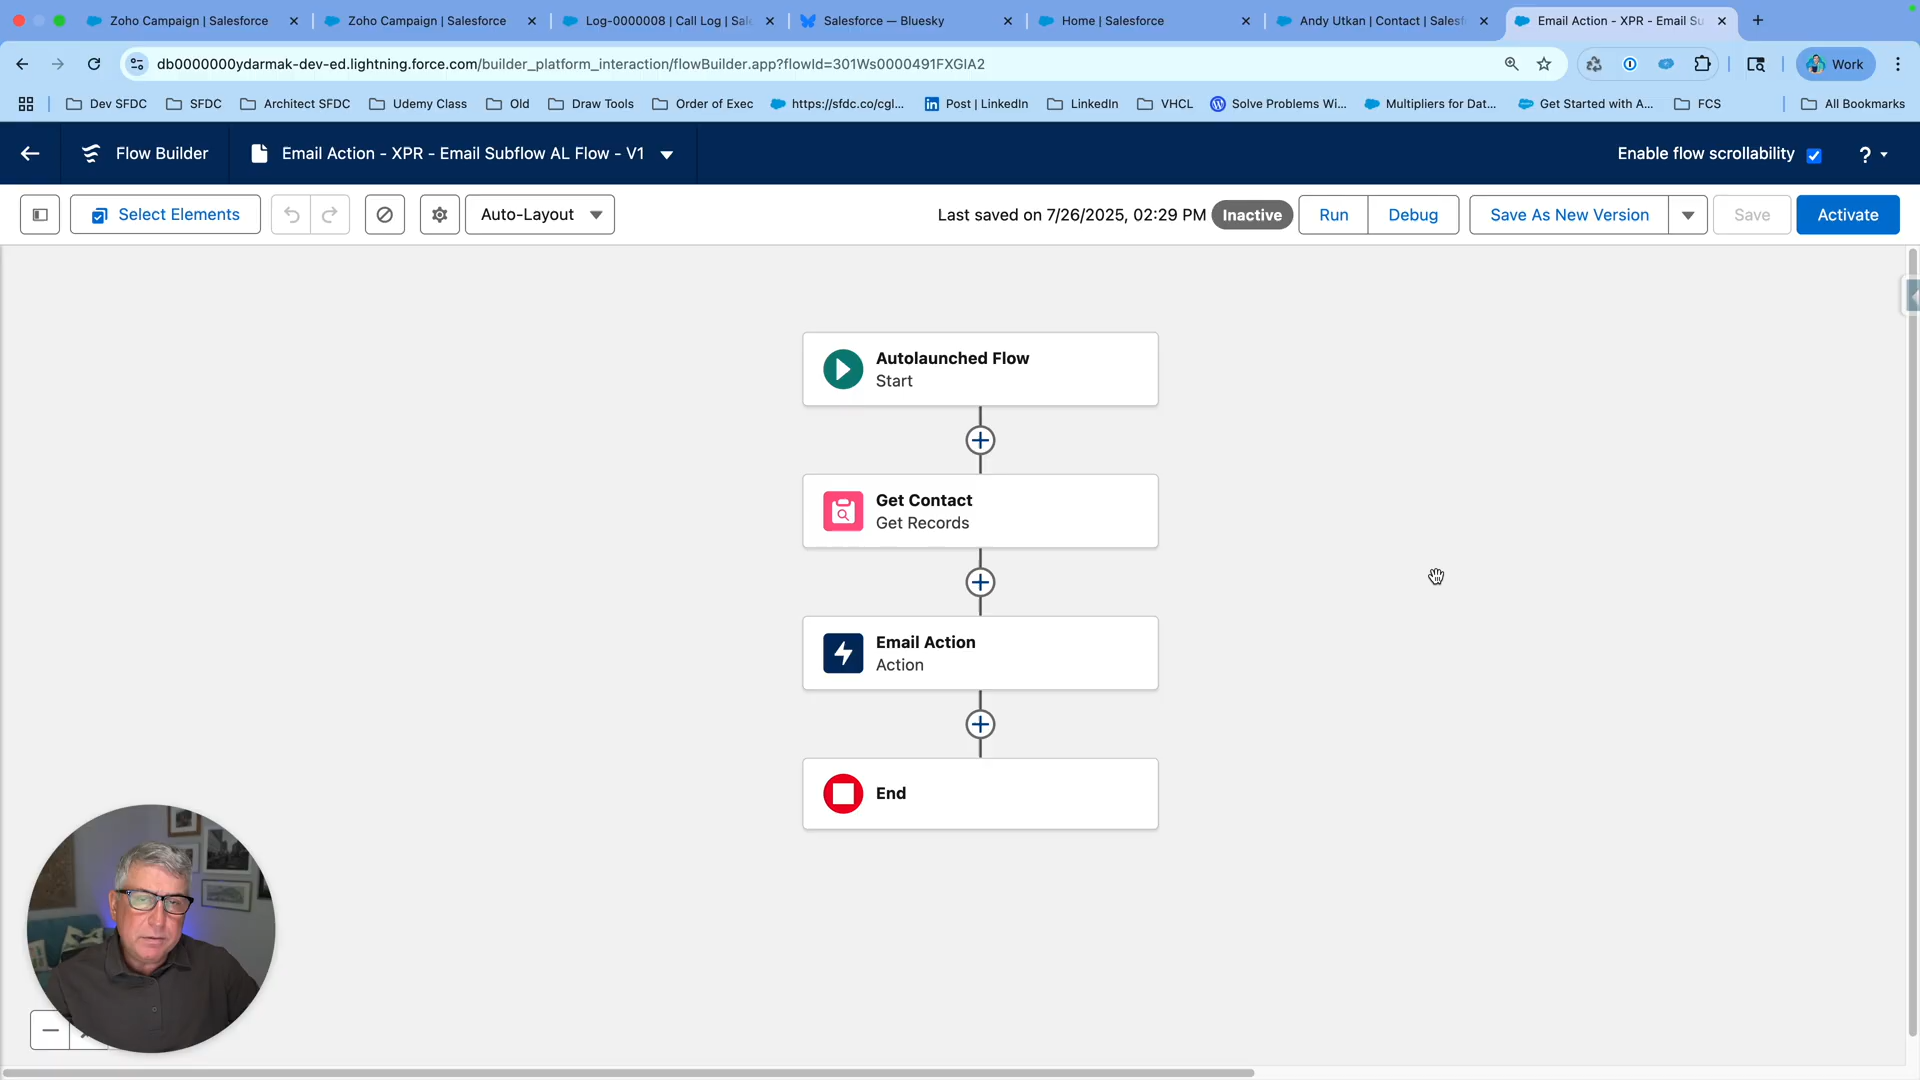 Zoho Campaign | Salesforce
Zoho Campaign | Salesforce
Log-0000008 | Call Log | Sale
Salesforce — Bluesky
Home | Salesforce
Andy Utkan | Contact | Salesf
Email Action - XPR - Email Su
db0000000ydarmak-dev-ed.lightning.force.com/builder_platform_interaction/flowBuilder.app?flowId=301Ws0000491FXGIA2
Work
Dev SFDC
SFDC
Architect SFDC
Udemy Class
Old
Draw Tools
Order of Exec
https://sfdc.co/cgl...
Post | LinkedIn
LinkedIn
VHCL
Solve Problems Wi...
Multipliers for Dat...
Get Started with A...
FCS
All Bookmarks
Flow Builder
Email Action - XPR - Email Subflow AL Flow - V1
Enable flow scrollability
?
Select Elements
Auto-Layout
Last saved on 7/26/2025, 02:29 PM
Inactive
Run
Debug
Save As New Version
Save
Activate
Autolaunched Flow
Start
Get Contact
Get Records
Email Action
Action
End